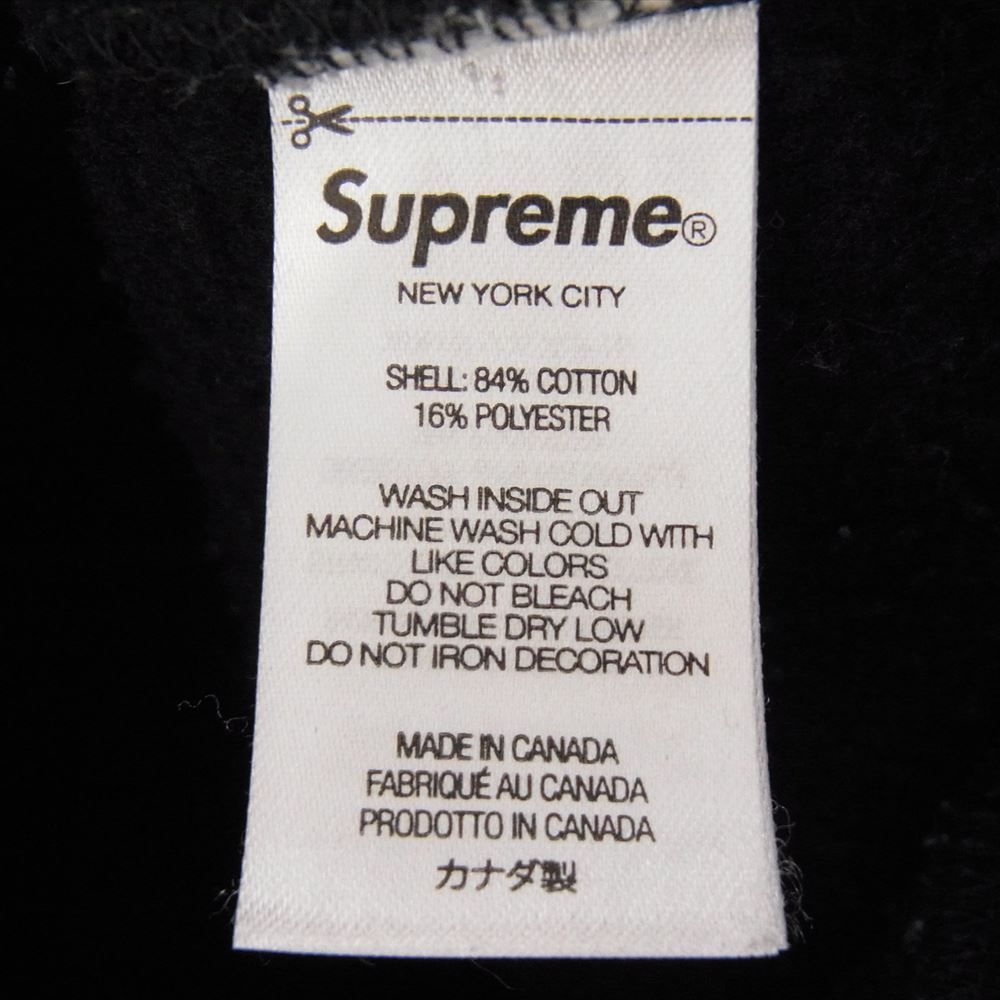 Supreme®
NEW YORK CITY
SHELL: 84% COTTON
16% POLYESTER
WASH INSIDE OUT
MACHINE WASH COLD WITH
LIKE COLORS
DO NOT BLEACH
TUMBLE DRY LOW
DO NOT IRON DECORATION
MADE IN CANADA
FABRIQUÉ AU CANADA
PRODOTTO IN CANADA
カナダ製